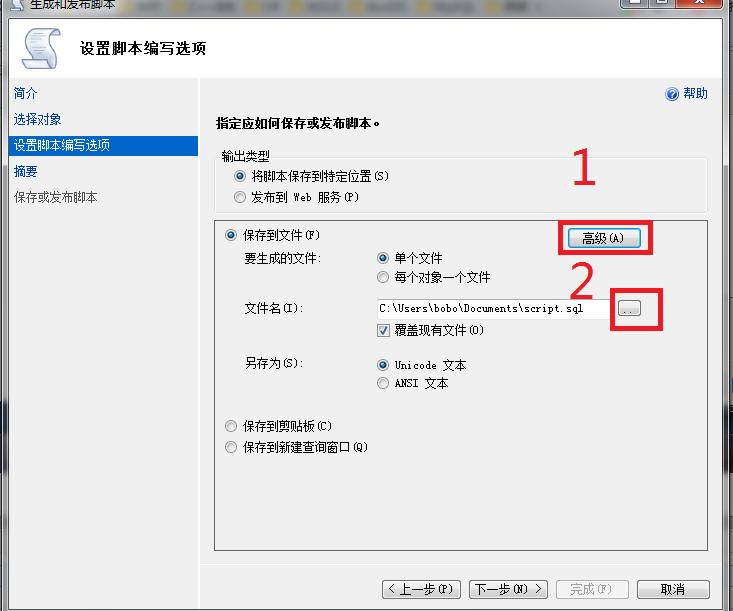 生成和发布脚本
设置脚本编写选项
简介
选择对象
设置脚本编写选项
摘要
保存或发布脚本
帮助
指定应如何保存或发布脚本。
输出类型
将脚本保存到特定位置(S)
发布到 Web 服务(P)
1
保存到文件(F)
高级(A)
要生成的文件:
单个文件
每个对象一个文件
2
文件名(I):
C:\Users\bobo\Documents\script.sql
..
覆盖现有文件(O)
另存为(S):
Unicode 文本
ANSI 文本
保存到剪贴板(C)
保存到新建查询窗口(Q)
< 上一步(P)
下一步(N) >
完成(F)
取消